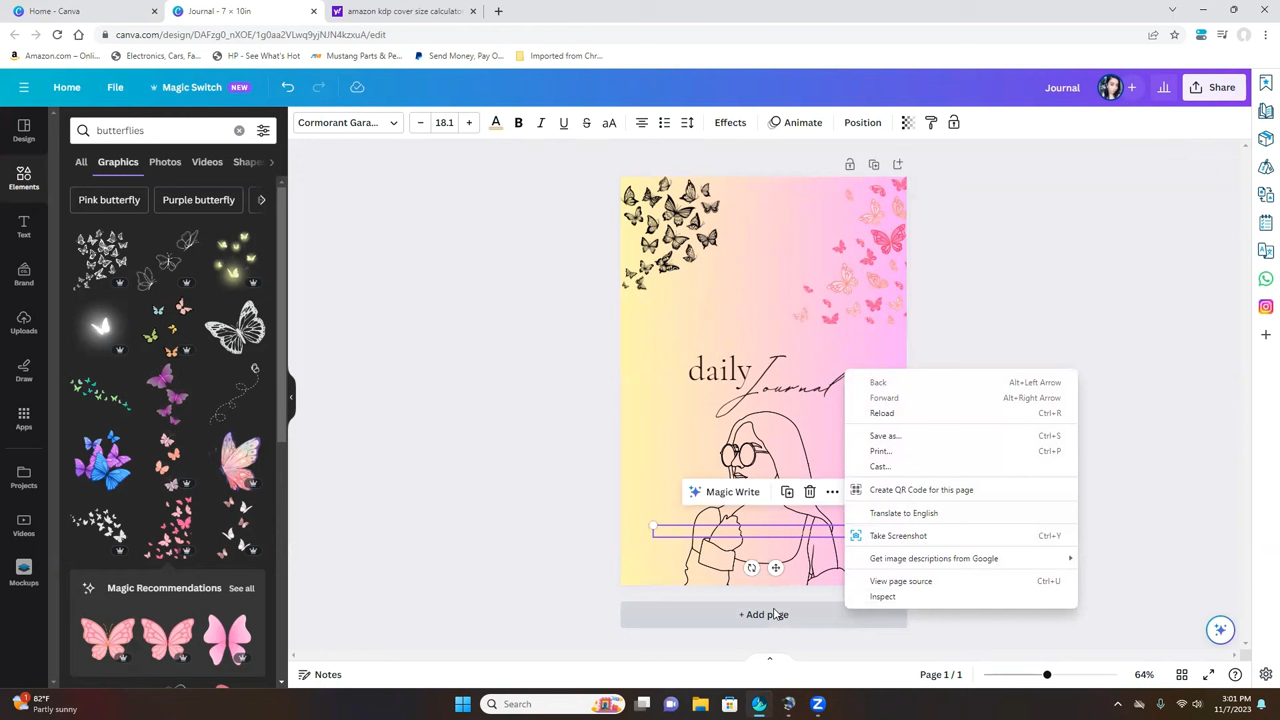 Home - Canva
Journal - 7 × 10in
amazon kdp cover size calculator
canva.com/design/DAFzg0_nXOE/1g0aa2VLwq9yjNJN4kzxuA/edit
Amazon.com – Onli...
Electronics, Cars, Fa...
HP - See What's Hot
Mustang Parts & Pe...
Send Money, Pay O...
Imported from Chr...
Home
File
Magic Switch
NEW
Journal
Share
butterflies
Cormorant Gara...
18.1
A
B
I
U
S
aA
Effects
Animate
Position
Design
Elements
Text
Brand
Uploads
Draw
Apps
Projects
Videos
Mockups
All
Graphics
Photos
Videos
Pink butterfly
Purple butterfly
Magic Recommendations
See all
daily
Journal
Magic Write
Back Alt+Left Arrow
Forward Alt+Right Arrow
Reload Ctrl+R
Save as... Ctrl+S
Print... Ctrl+P
Cast...
Create QR Code for this page
Translate to English
Take Screenshot Ctrl+Y
Get image descriptions from Google
View page source Ctrl+U
Inspect
+ Add page
Notes
Page 1 / 1
64%
82°F
Partly sunny
Search
3:01 PM
11/7/2023